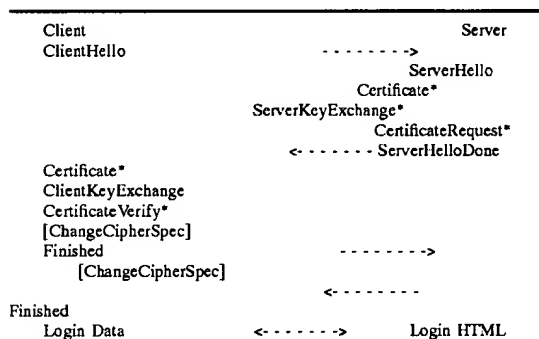 Client Server
ClientHello - - - - - - - ->
ServerHello
Certificate*
ServerKeyExchange*
CertificateRequest*
<- - - - - - - ServerHelloDone
Certificate*
ClientKeyExchange
CertificateVerify*
[ChangeCipherSpec]
Finished - - - - - - - ->
[ChangeCipherSpec]
<- - - - - - - -
Finished
Login Data <- - - - - - -> Login HTML